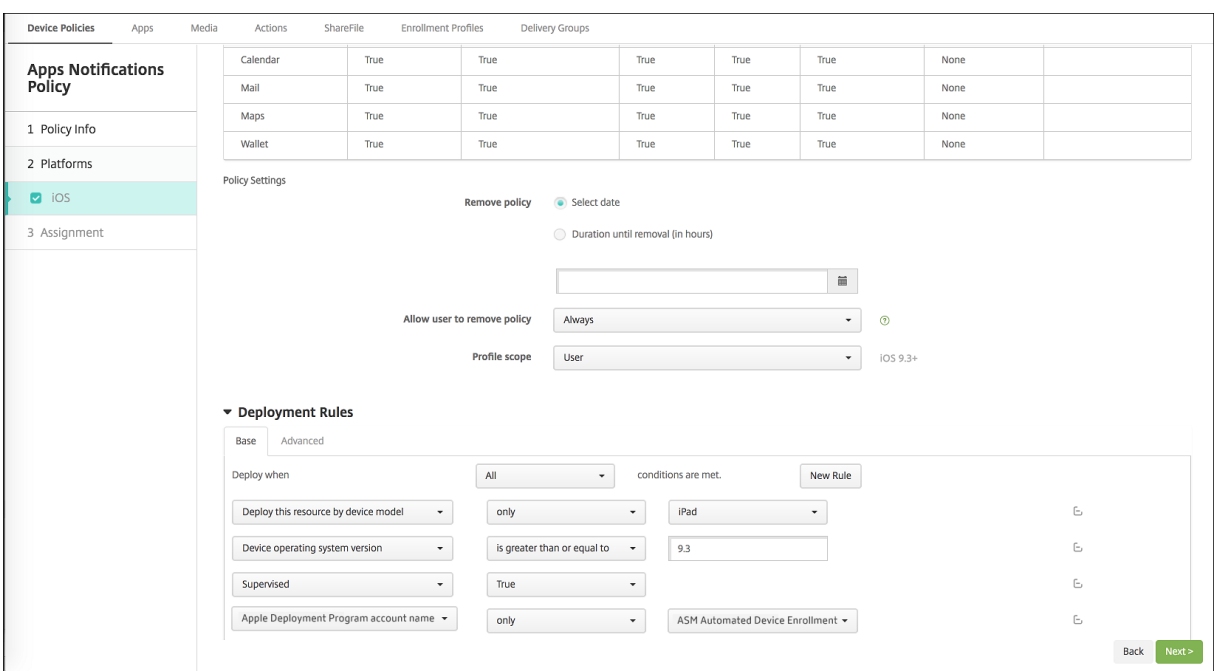 Device Policies Apps Media Actions ShareFile Enrollment Profiles Delivery Groups
Apps Notifications
Policy
1 Policy Info
2 Platforms
iOS
3 Assignment
Calendar True True True True True None
Mail True True True True True None
Maps True True True True True None
Wallet True True True True True None
Policy Settings
Remove policy Select date
Duration until removal (in hours)
Allow user to remove policy Always ?
Profile scope User iOS 9.3+
Deployment Rules
Base Advanced
Deploy when All conditions are met. New Rule
Deploy this resource by device model only iPad
Device operating system version is greater than or equal to 9.3
Supervised True
Apple Deployment Program account name only ASM Automated Device Enrollment
Back Next >